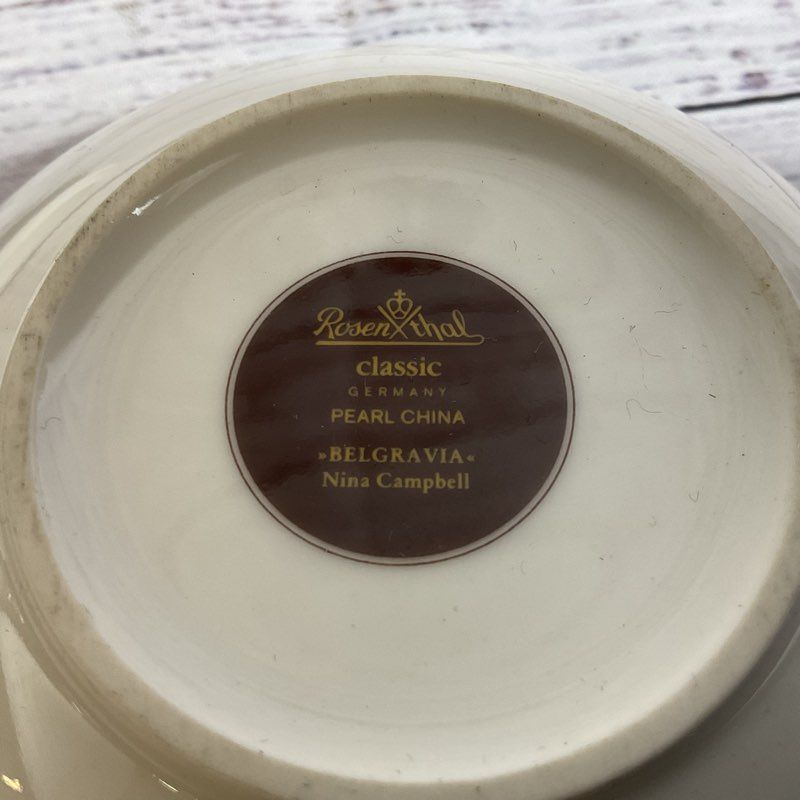 Rosenthal
classic
GERMANY
PEARL CHINA
»BELGRAVIA«
Nina Campbell